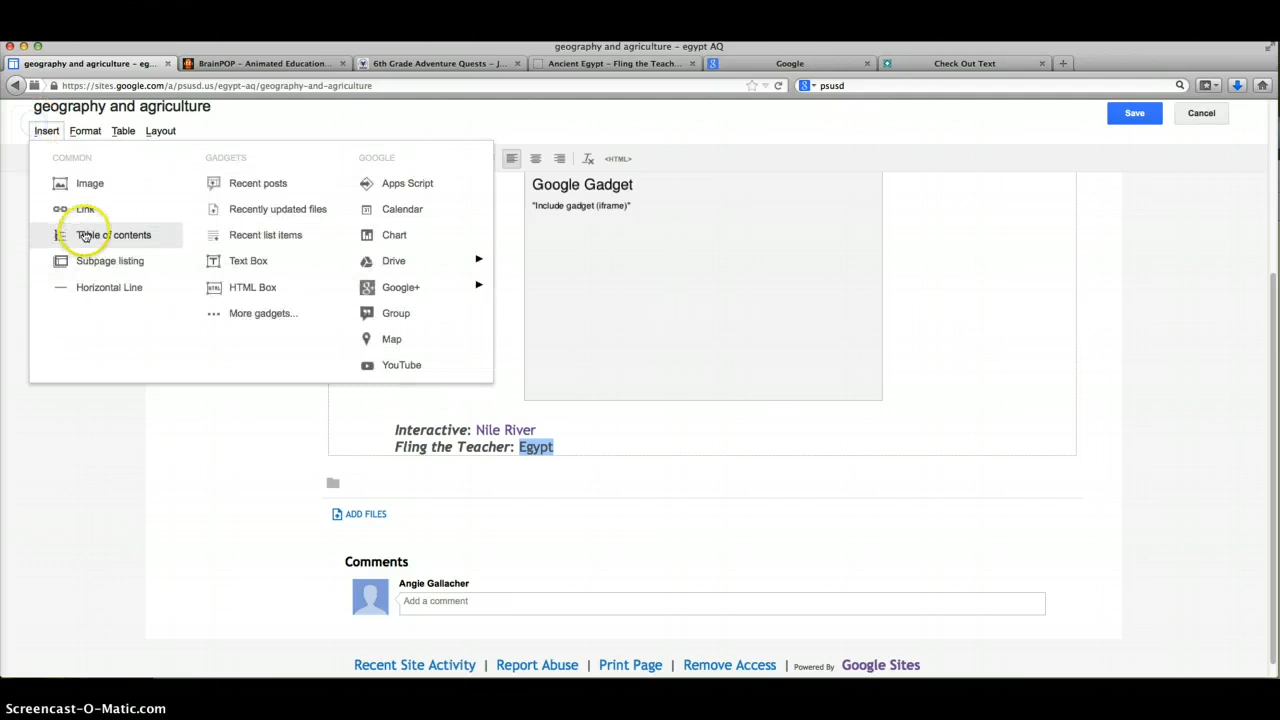 geography and agriculture - egypt AQ
geography and agriculture - eg...
BrainPOP - Animated Education...
6th Grade Adventure Quests - J...
Ancient Egypt – Fling the Teach...
Google
Check Out Text
https://sites.google.com/a/psusd.us/egypt-aq/geography-and-agriculture
psusd
geography and agriculture
Save
Cancel
Insert Format Table Layout
<HTML>
COMMON
Image
Link
Table of contents
Subpage listing
Horizontal Line
GADGETS
Recent posts
Recently updated files
Recent list items
Text Box
HTML Box
More gadgets...
GOOGLE
Apps Script
Calendar
Chart
Drive
Google+
Group
Map
YouTube
Google Gadget
"Include gadget (iframe)"
Interactive: Nile River
Fling the Teacher: Egypt
ADD FILES
Comments
Angie Gallacher
Add a comment
Recent Site Activity | Report Abuse | Print Page | Remove Access | Powered By Google Sites
Screencast-O-Matic.com